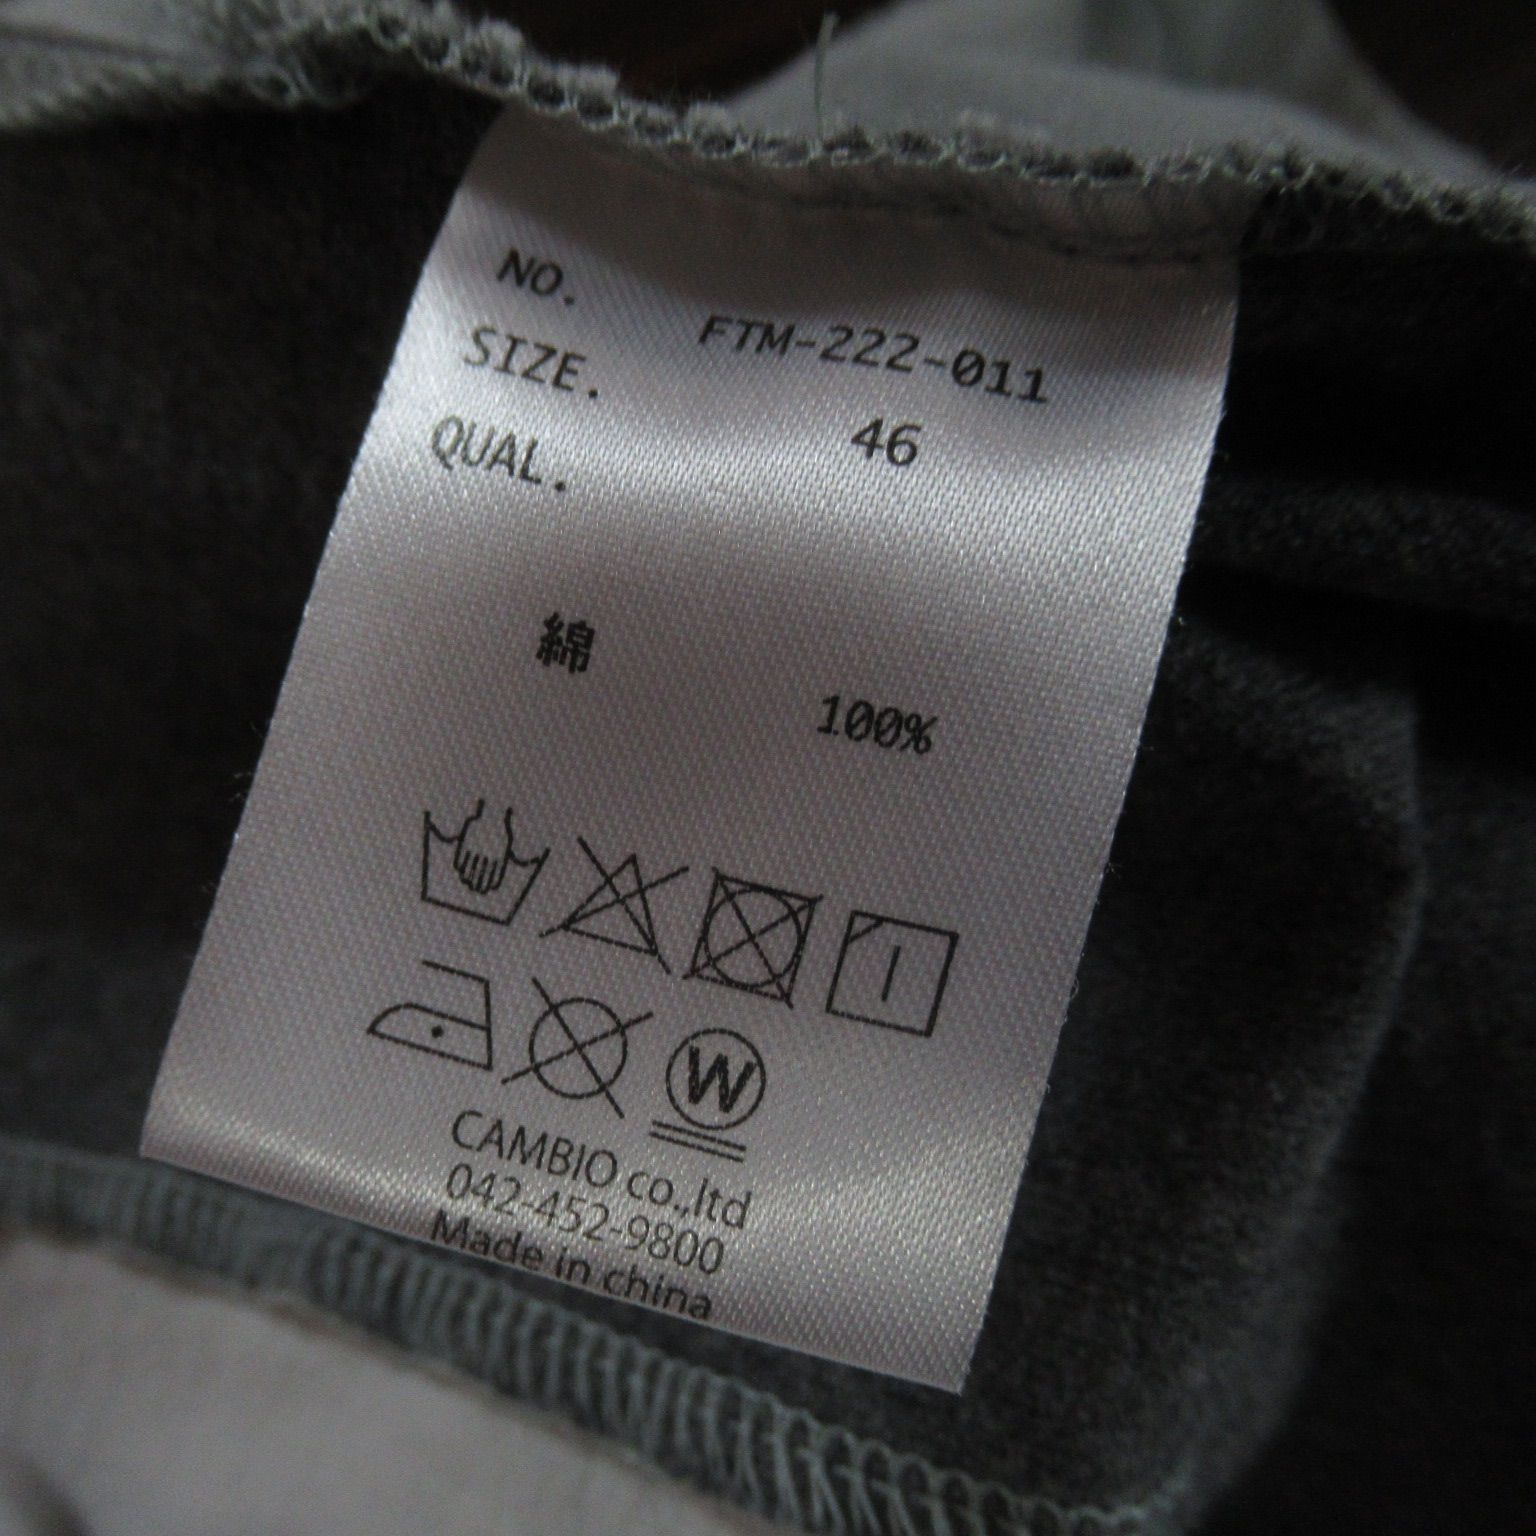 NO. FTM-222-011
SIZE. 46
QUAL.
綿 100%
W
CAMBIO co.,ltd
042-452-9800
Made in china